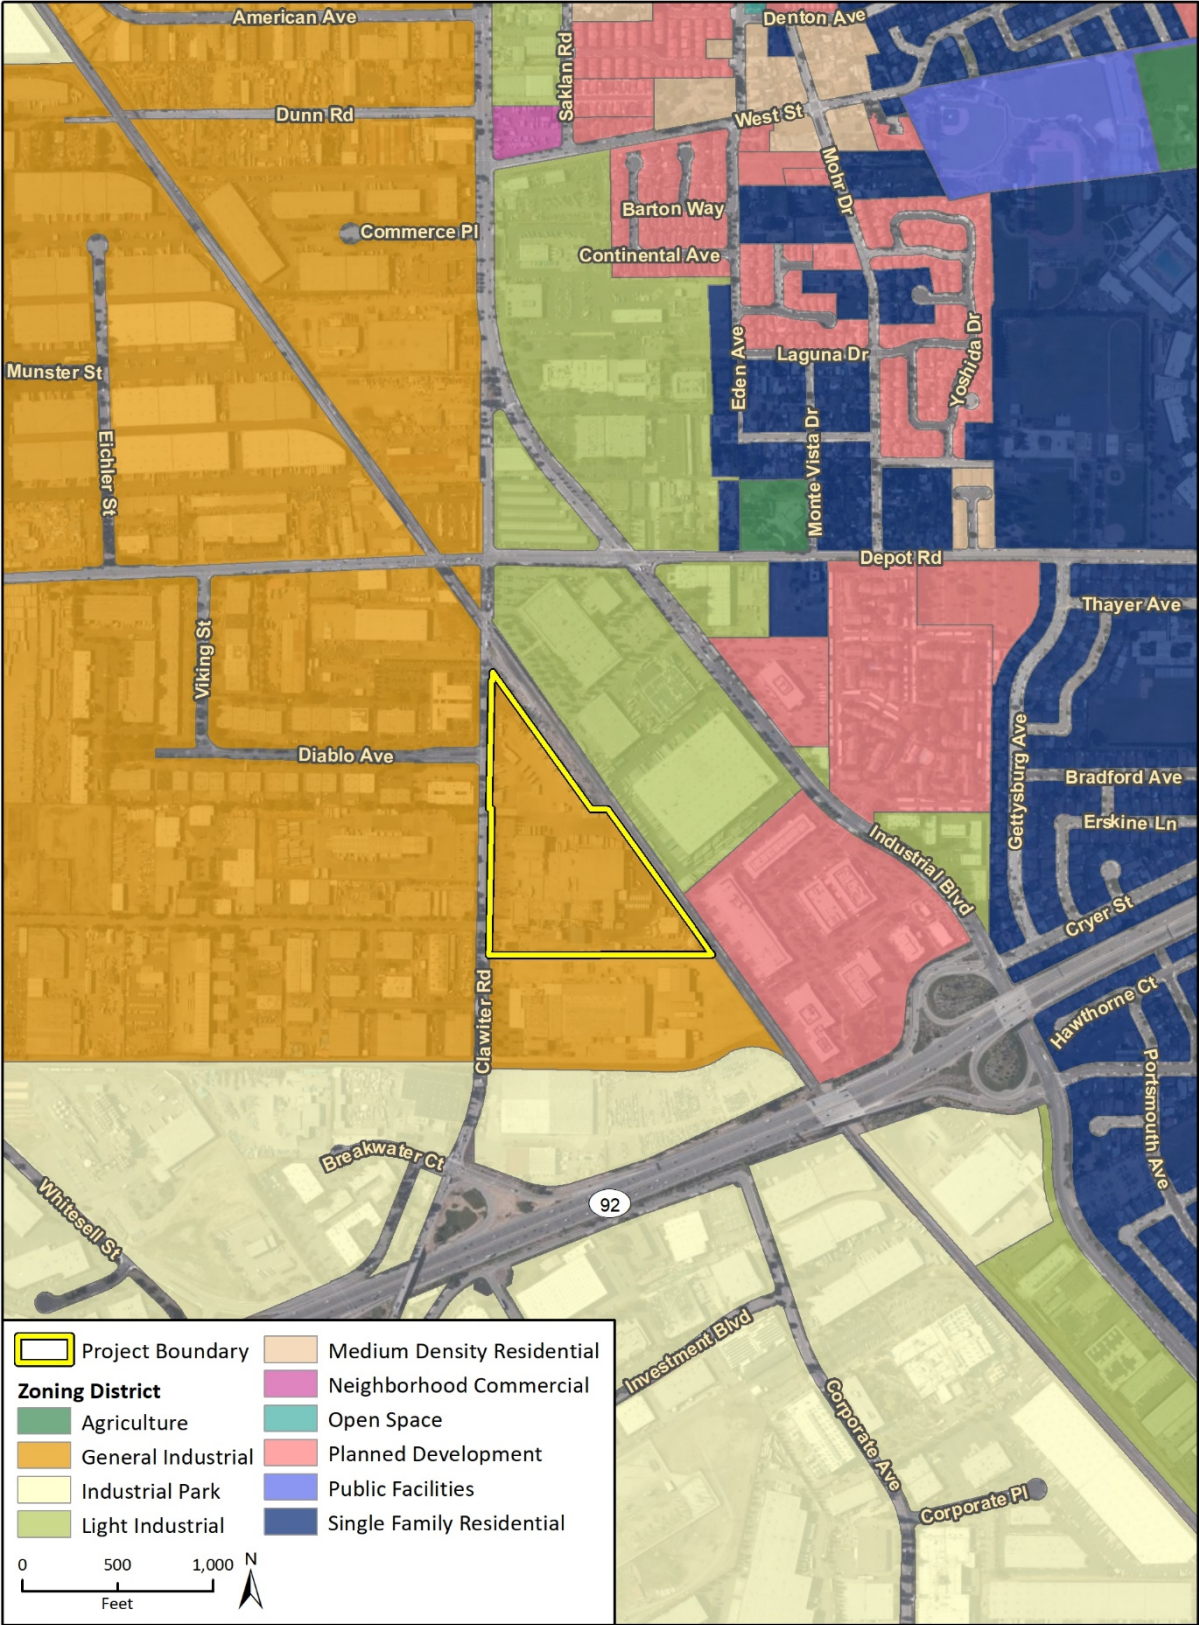 American Ave
Denton Ave
Saklan Rd
Dunn Rd
West St
Mohr Dr
Barton Way
Commerce Pl
Continental Ave
Munster St
Eden Ave
Laguna Dr
Yoshida Dr
Eichler St
Monte Vista Dr
Depot Rd
Thayer Ave
Viking St
Diablo Ave
Gettysburg Ave
Bradford Ave
Erskine Ln
Industrial Blvd
Cryer St
Clawiter Rd
Hawthorne Ct
Portsmouth Ave
Breakwater Ct
Whitesell St
92
Investment Blvd
Corporate Ave
Corporate Pl
Project Boundary
Zoning District
Agriculture
General Industrial
Industrial Park
Light Industrial
Medium Density Residential
Neighborhood Commercial
Open Space
Planned Development
Public Facilities
Single Family Residential
0 500 1,000
Feet
N